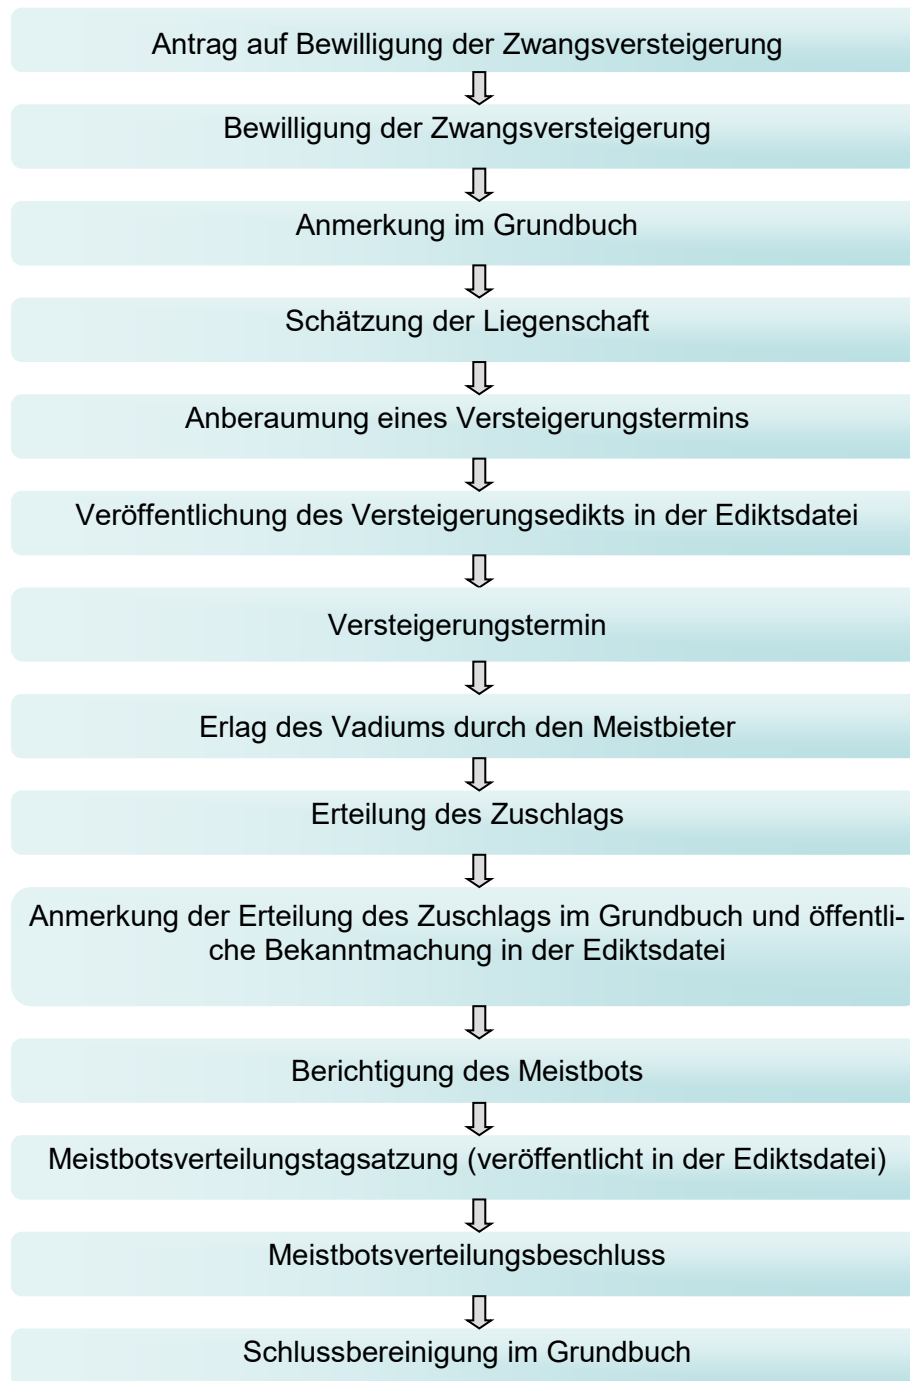 Antrag auf Bewilligung der Zwangsversteigerung
Bewilligung der Zwangsversteigerung
Anmerkung im Grundbuch
Schätzung der Liegenschaft
Anberaumung eines Versteigerungstermins
Veröffentlichung des Versteigerungsedikts in der Ediktsdatei
Versteigerungstermin
Erlag des Vadiums durch den Meistbieter
Erteilung des Zuschlags
Anmerkung der Erteilung des Zuschlags im Grundbuch und öffentli-
che Bekanntmachung in der Ediktsdatei
Berichtigung des Meistbots
Meistbotsverteilungstagsatzung (veröffentlicht in der Ediktsdatei)
Meistbotsverteilungsbeschluss
Schlussbereinigung im Grundbuch